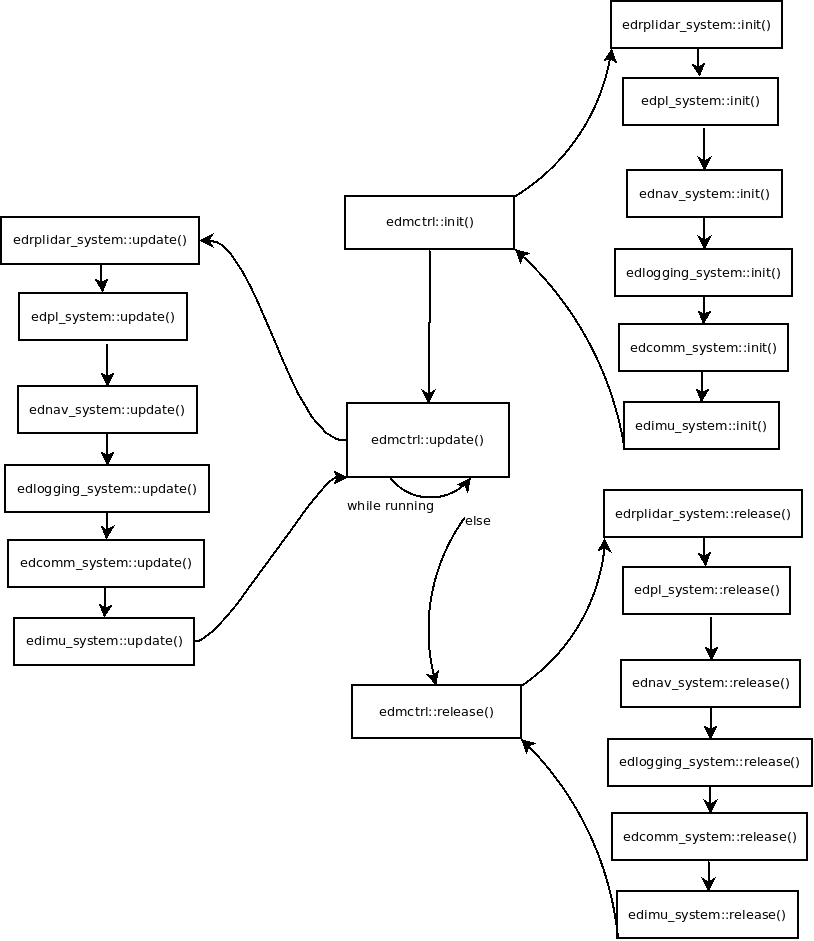 edrplidar_system::init()
edpl_system::init()
ednav_system::init()
edlogging_system::init()
edcomm_system::init()
edimu_system::init()
edmctrl::init()
edrplidar_system::update()
edpl_system::update()
ednav_system::update()
edlogging_system::update()
edcomm_system::update()
edimu_system::update()
edmctrl::update()
while running
else
edmctrl::release()
edrplidar_system::release()
edpl_system::release()
ednav_system::release()
edlogging_system::release()
edcomm_system::release()
edimu_system::release()